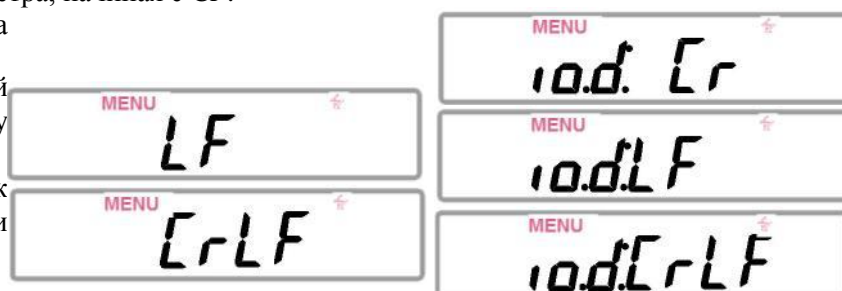 а
й
у
к
и
MENU
LF
MENU
CrLF
MENU
io.d. Cr
MENU
io.d.LF
MENU
io.d.CrLF